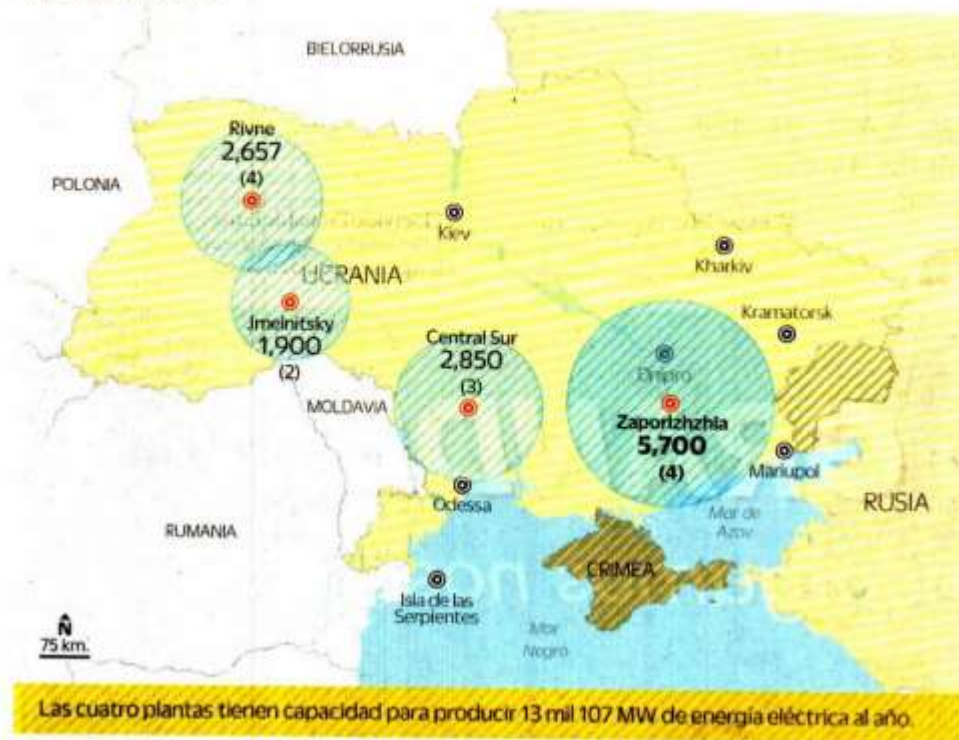 BIELORRUSIA
Rivne
2,657
(4)
POLONIA
Kiev
Kharkiv
UCRANIA
Jmelnitsky
1,900
(2)
Kramatorsk
Central Sur
2,850
(3)
Dnipro
MOLDAVIA
Zaporizhzhia
5,700
(4)
Mariupol
Odessa
RUSIA
Mar de
Azov
RUMANIA
CRIMEA
Isla de las
Serpientes
N
75 km.
Mar
Negro
Las cuatro plantas tienen capacidad para producir 13 mil 107 MW de energía eléctrica al año.